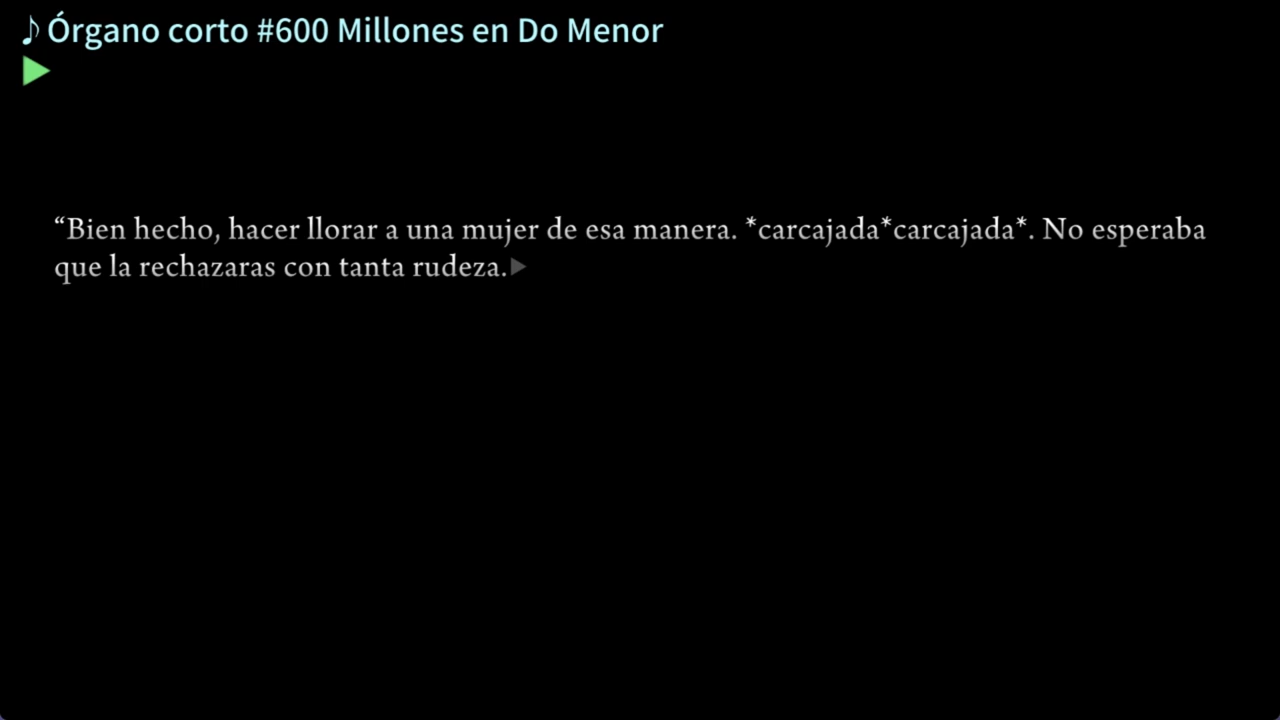 ♪ Órgano corto #600 Millones en Do Menor
“Bien hecho, hacer llorar a una mujer de esa manera. *carcajada*carcajada*. No esperaba
que la rechazaras con tanta rudeza.